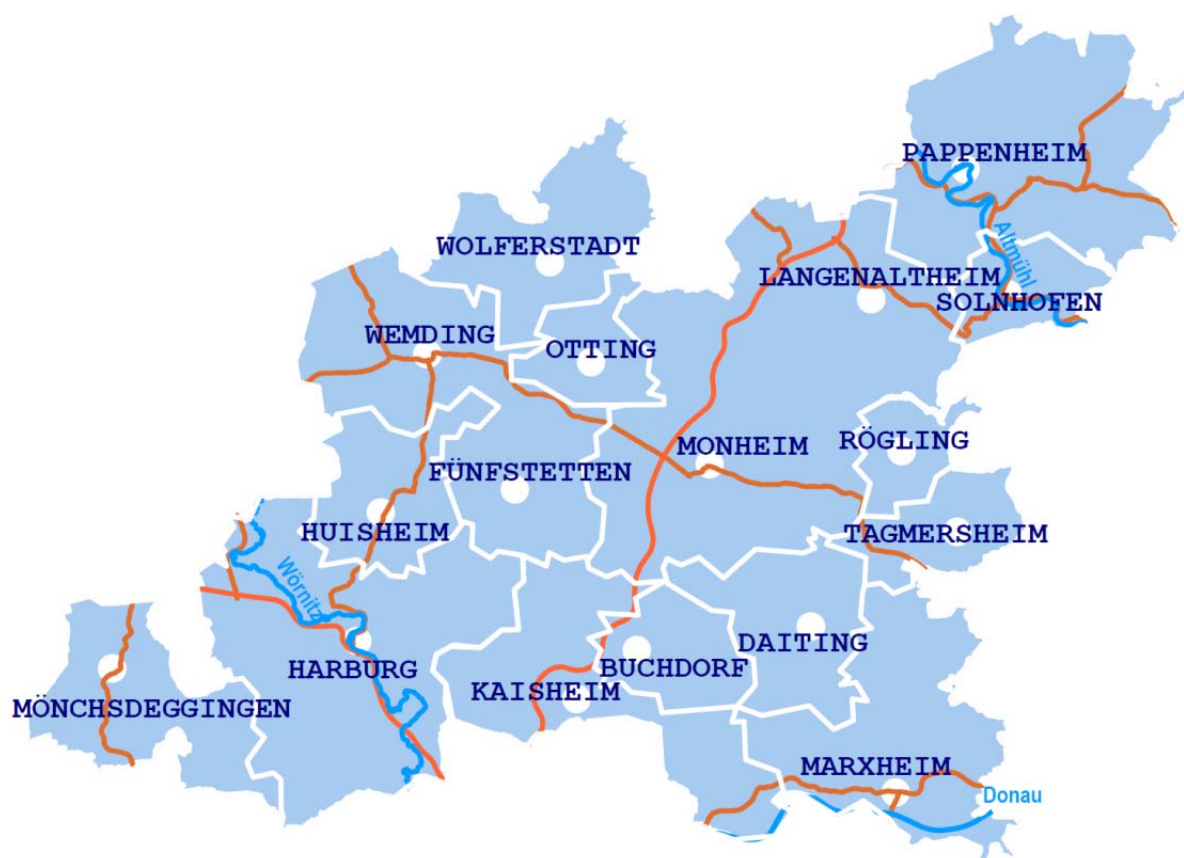 PAPPENHEIM
WOLFERSTADT
Altmühl
LANGENALTHEIM
SOLNHOFEN
WEMDING
OTTING
MONHEIM
RÖGLING
FÜNFSTETTEN
HUISHEIM
TAGMERSHEIM
Wörnitz
DAITING
HARBURG
BUCHDORF
KAISHEIM
MÖNCHSDEGGINGEN
MARXHEIM
Donau